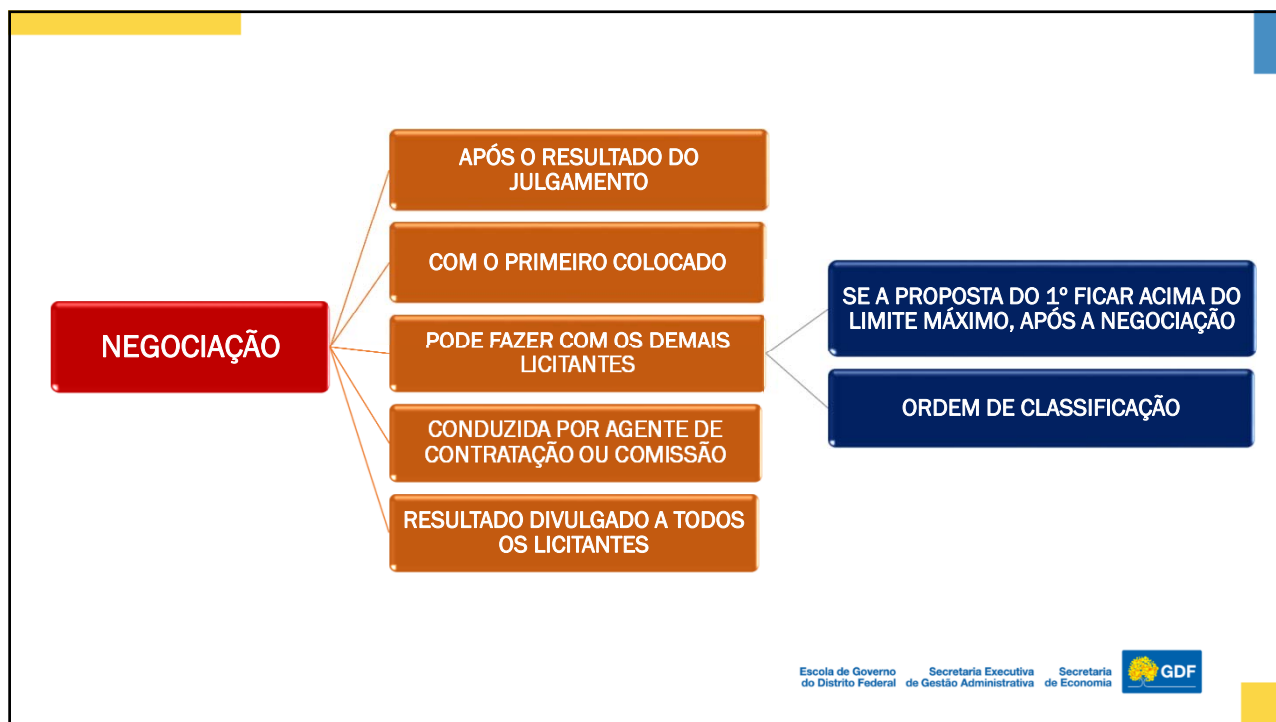 NEGOCIAÇÃO
APÓS O RESULTADO DO
JULGAMENTO
COM O PRIMEIRO COLOCADO
PODE FAZER COM OS DEMAIS
LICITANTES
CONDUZIDA POR AGENTE DE
CONTRATAÇÃO OU COMISSÃO
RESULTADO DIVULGADO A TODOS
OS LICITANTES
SE A PROPOSTA DO 1º FICAR ACIMA DO
LIMITE MÁXIMO, APÓS A NEGOCIAÇÃO
ORDEM DE CLASSIFICAÇÃO
Escola de Governo
do Distrito Federal
Secretaria Executiva
de Gestão Administrativa
Secretaria
de Economia
GDF